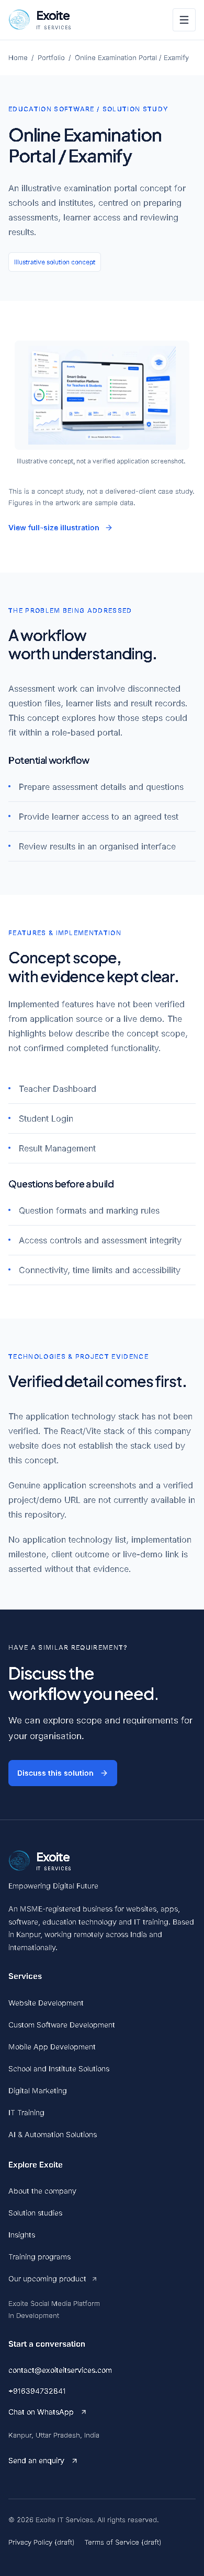 Exoite
IT SERVICES
Home / Portfolio / Online Examination Portal / Examify
EDUCATION SOFTWARE / SOLUTION STUDY
Online Examination
Portal / Examify
An illustrative examination portal concept for
schools and institutes, centred on preparing
assessments, learner access and reviewing
results.
Illustrative solution concept
Smart Online
Examination Platform
for Teachers & Students
Illustrative concept, not a verified application screenshot.
This is a concept study, not a delivered-client case study.
Figures in the artwork are sample data.
View full-size illustration →
THE PROBLEM BEING ADDRESSED
A workflow
worth understanding.
Assessment work can involve disconnected
question files, learner lists and result records.
This concept explores how those steps could
fit within a role-based portal.
Potential workflow
• Prepare assessment details and questions
• Provide learner access to an agreed test
• Review results in an organised interface
FEATURES & IMPLEMENTATION
Concept scope,
with evidence kept clear.
Implemented features have not been verified
from application source or a live demo. The
highlights below describe the concept scope,
not confirmed completed functionality.
• Teacher Dashboard
• Student Login
• Result Management
Questions before a build
• Question formats and marking rules
• Access controls and assessment integrity
• Connectivity, time limits and accessibility
TECHNOLOGIES & PROJECT EVIDENCE
Verified detail comes first.
The application technology stack has not been
verified. The React/Vite stack of this company
website does not establish the stack used by
this concept.
Genuine application screenshots and a verified
project/demo URL are not currently available in
this repository.
No application technology list, implementation
milestone, client outcome or live-demo link is
asserted without that evidence.
HAVE A SIMILAR REQUIREMENT?
Discuss the
workflow you need.
We can explore scope and requirements for
your organisation.
Discuss this solution →
Exoite
IT SERVICES
Empowering Digital Future
An MSME-registered business for websites, apps,
software, education technology and IT training. Based
in Kanpur, working remotely across India and
internationally.
Services
Website Development
Custom Software Development
Mobile App Development
School and Institute Solutions
Digital Marketing
IT Training
AI & Automation Solutions
Explore Exoite
About the company
Solution studies
Insights
Training programs
Our upcoming product ↗
Exoite Social Media Platform
In Development
Start a conversation
contact@exoiteitservices.com
+916394732841
Chat on WhatsApp ↗
Kanpur, Uttar Pradesh, India
Send an enquiry ↗
© 2026 Exoite IT Services. All rights reserved.
Privacy Policy (draft) Terms of Service (draft)